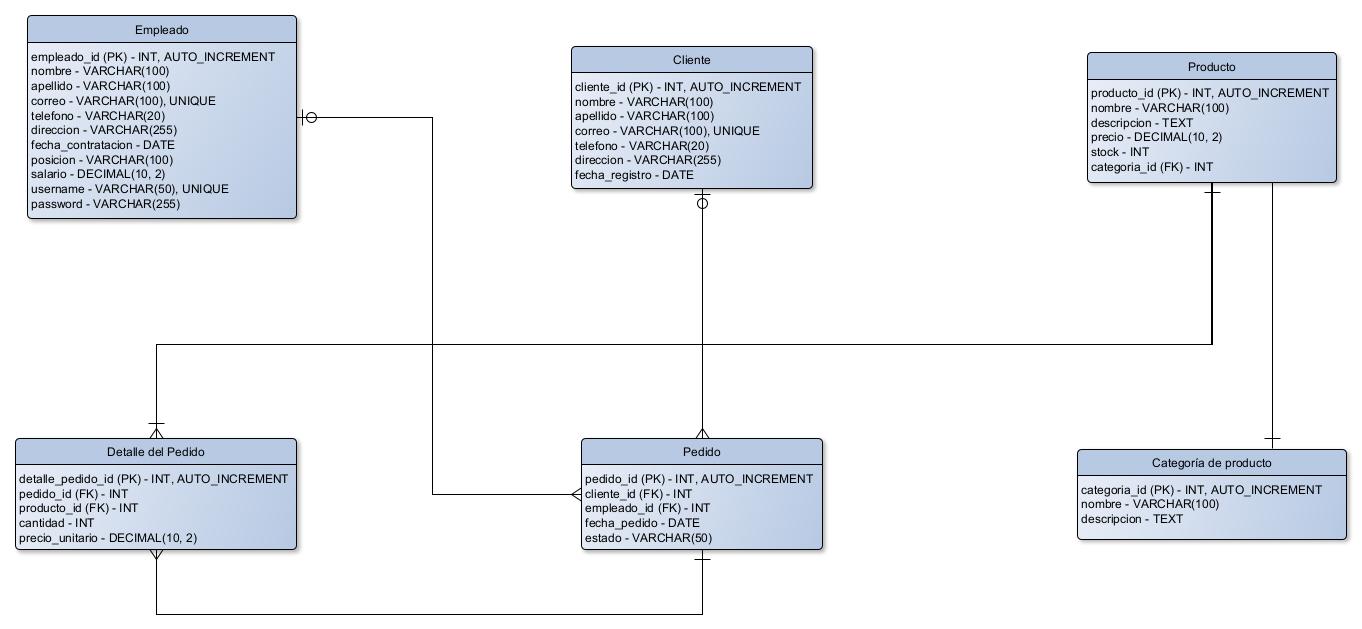 Empleado
empleado_id (PK) - INT, AUTO_INCREMENT
nombre - VARCHAR(100)
apellido - VARCHAR(100)
correo - VARCHAR(100), UNIQUE
telefono - VARCHAR(20)
direccion - VARCHAR(255)
fecha_contratacion - DATE
posicion - VARCHAR(100)
salario - DECIMAL(10, 2)
username - VARCHAR(50), UNIQUE
password - VARCHAR(255)
Cliente
cliente_id (PK) - INT, AUTO_INCREMENT
nombre - VARCHAR(100)
apellido - VARCHAR(100)
correo - VARCHAR(100), UNIQUE
telefono - VARCHAR(20)
direccion - VARCHAR(255)
fecha_registro - DATE
Producto
producto_id (PK) - INT, AUTO_INCREMENT
nombre - VARCHAR(100)
descripcion - TEXT
precio - DECIMAL(10, 2)
stock - INT
categoria_id (FK) - INT
Detalle del Pedido
detalle_pedido_id (PK) - INT, AUTO_INCREMENT
pedido_id (FK) - INT
producto_id (FK) - INT
cantidad - INT
precio_unitario - DECIMAL(10, 2)
Pedido
pedido_id (PK) - INT, AUTO_INCREMENT
cliente_id (FK) - INT
empleado_id (FK) - INT
fecha_pedido - DATE
estado - VARCHAR(50)
Categoría de producto
categoria_id (PK) - INT, AUTO_INCREMENT
nombre - VARCHAR(100)
descripcion - TEXT